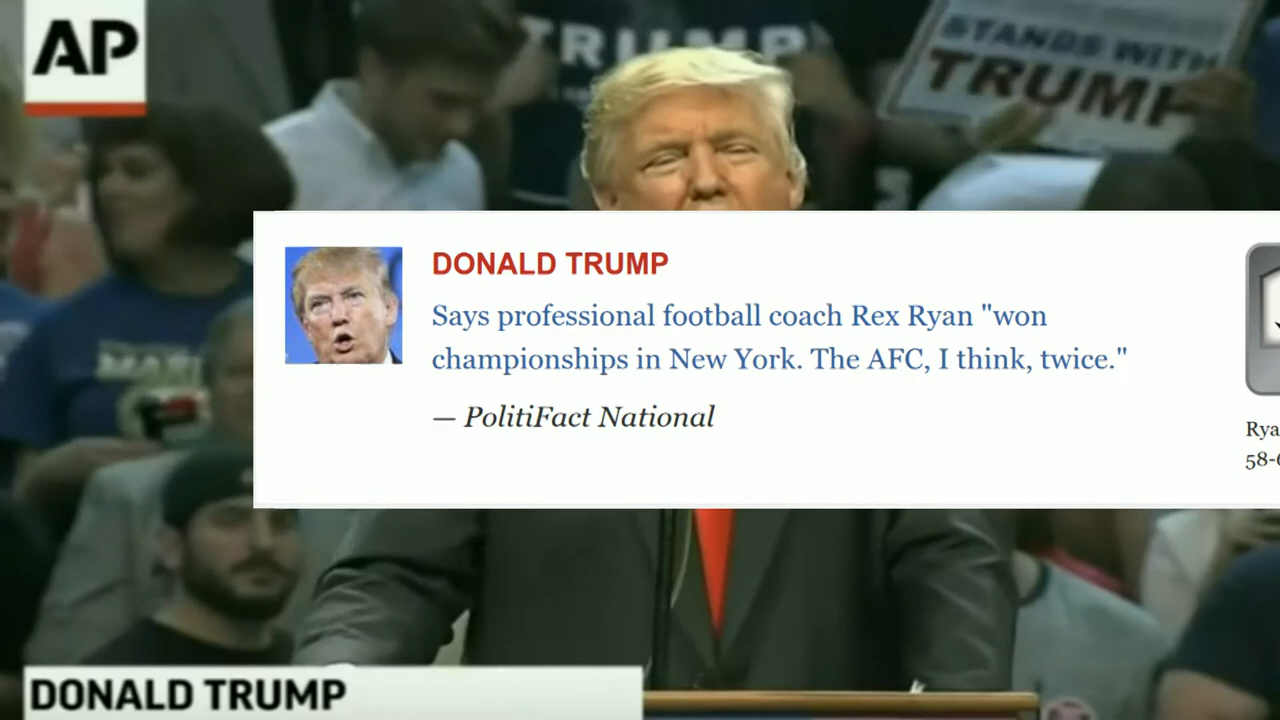 AP
TRUMP
STANDS WITH
TRUMP
DONALD TRUMP
Says professional football coach Rex Ryan "won
championships in New York. The AFC, I think, twice."
— PolitiFact National
DONALD TRUMP